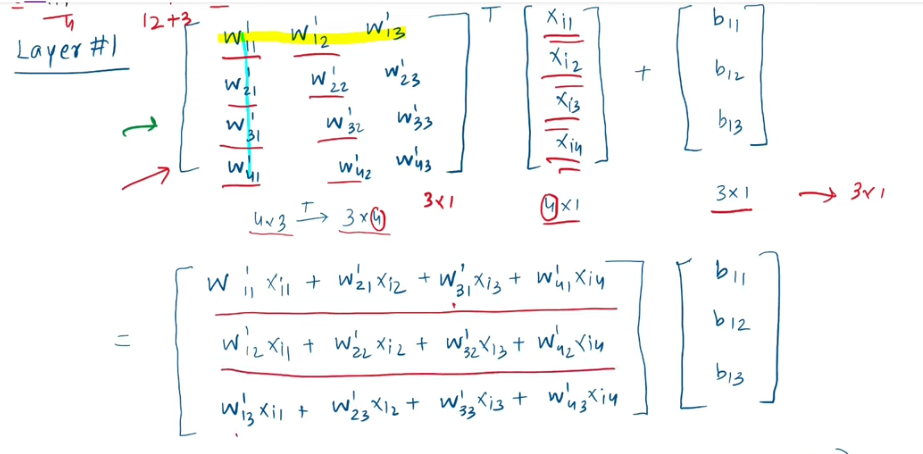 4 12+3
Layer #1
[ w¹₁₁ w¹₁₂ w¹₁₃ ]ᵀ [ xᵢ₁ ] [ b₁₁ ]
[ w¹₂₁ w¹₂₂ w¹₂₃ ] [ xᵢ₂ ] + [ b₁₂ ]
[ w¹₃₁ w¹₃₂ w¹₃₃ ] [ xᵢ₃ ] [ b₁₃ ]
[ w¹₄₁ w¹₄₂ w¹₄₃ ] [ xᵢ₄ ]
4×3 T→ 3×4 3×1 4×1 3×1 → 3×1
[ w¹₁₁ xᵢ₁ + w¹₂₁ xᵢ₂ + w¹₃₁ xᵢ₃ + w¹₄₁ xᵢ₄ ] [ b₁₁ ]
= [ w¹₁₂ xᵢ₁ + w¹₂₂ xᵢ₂ + w¹₃₂ xᵢ₃ + w¹₄₂ xᵢ₄ ] [ b₁₂ ]
[ w¹₁₃ xᵢ₁ + w¹₂₃ xᵢ₂ + w¹₃₃ xᵢ₃ + w¹₄₃ xᵢ₄ ] [ b₁₃ ]